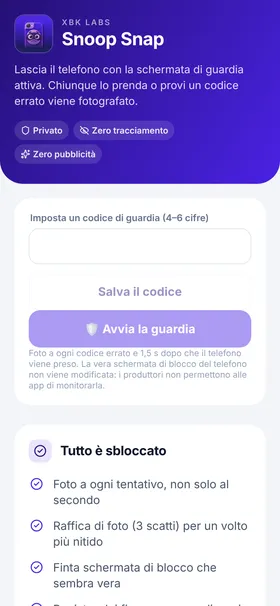 XBK LABS
Snoop Snap
Lascia il telefono con la schermata di guardia
attiva. Chiunque lo prenda o provi un codice
errato viene fotografato.
Privato
Zero tracciamento
Zero pubblicità
Imposta un codice di guardia (4–6 cifre)
Salva il codice
Avvia la guardia
Foto a ogni codice errato e 1,5 s dopo che il telefono
viene preso. La vera schermata di blocco del telefono
non viene modificata: i produttori non permettono alle
app di monitorarla.
Tutto è sbloccato
Foto a ogni tentativo, non solo al
secondo
Raffica di foto (3 scatti) per un volto
più nitido
Finta schermata di blocco che
sembra vera